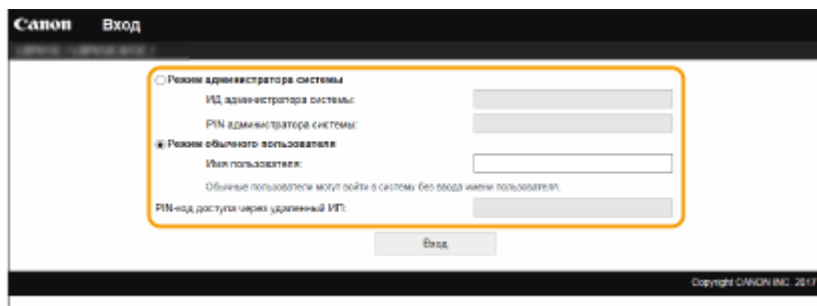 Canon Вход
Режим администратора системы
ИД администратора системы:
PIN администратора системы:
Режим обычного пользователя
Имя пользователя:
Обычные пользователи могут войти в систему без ввода имени пользователя.
PIN-код доступа через удаленный ИП:
Вход
Copyright CANON INC. 2017